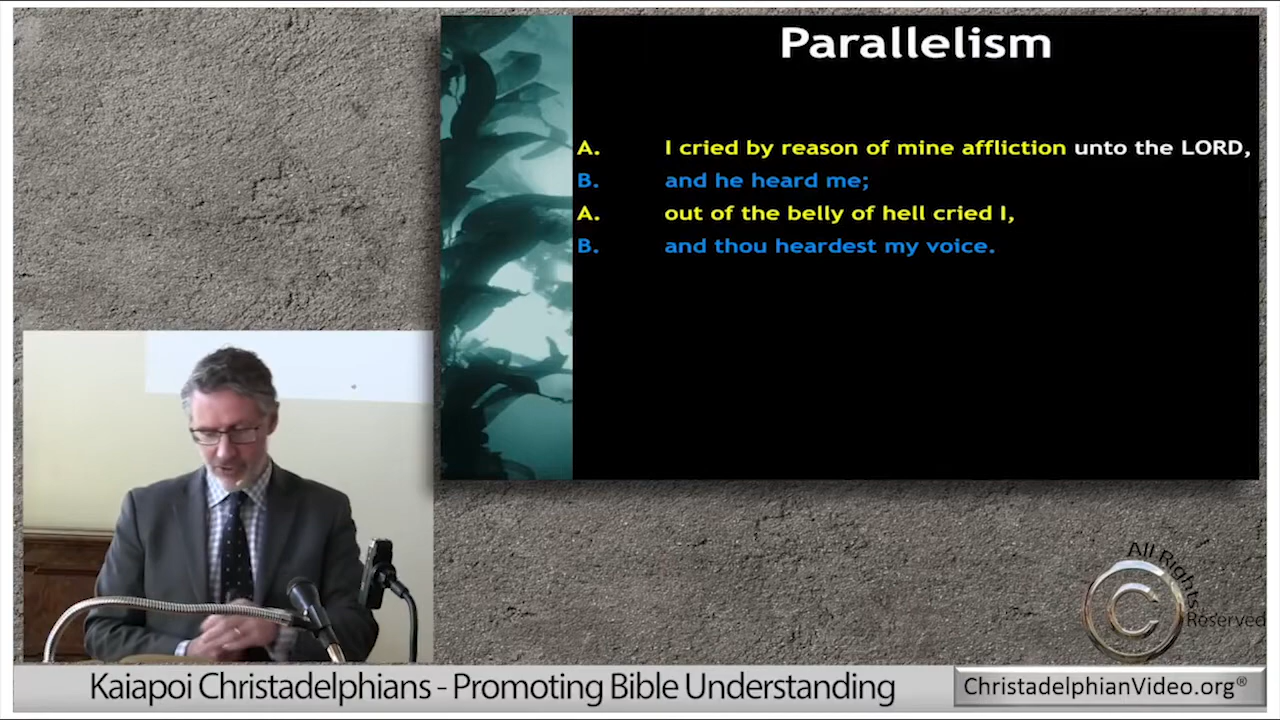 Parallelism
A. I cried by reason of mine affliction unto the LORD,
B. and he heard me;
A. out of the belly of hell cried I,
B. and thou heardest my voice.
All Rights
C
Reserved
Kaiapoi Christadelphians - Promoting Bible Understanding
ChristadelphianVideo.org®